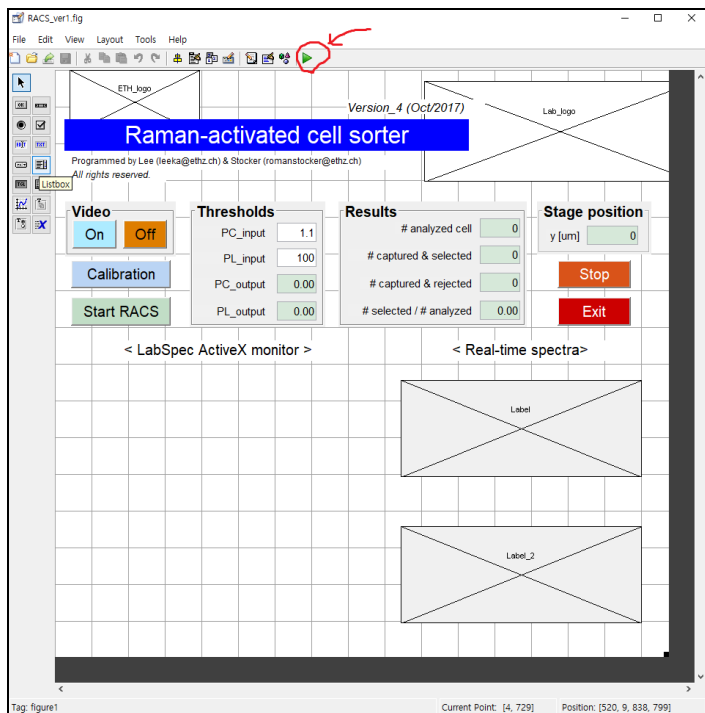 RACS_ver1.fig
File Edit View Layout Tools Help
ETH_logo
Version_4 (Oct/2017)
Lab_logo
Raman-activated cell sorter
Programmed by Lee (leeka@ethz.ch) & Stocker (romanstocker@ethz.ch)
All rights reserved.
Listbox
Video
On Off
Calibration
Start RACS
Thresholds
PC_input 1.1
PL_input 100
PC_output 0.00
PL_output 0.00
Results
# analyzed cell 0
# captured & selected 0
# captured & rejected 0
# selected / # analyzed 0.00
Stage position
y [um] 0
Stop
Exit
< LabSpec ActiveX monitor >
< Real-time spectra>
Label
Label_2
Tag: figure1
Current Point: [4, 729]
Position: [520, 9, 838, 799]